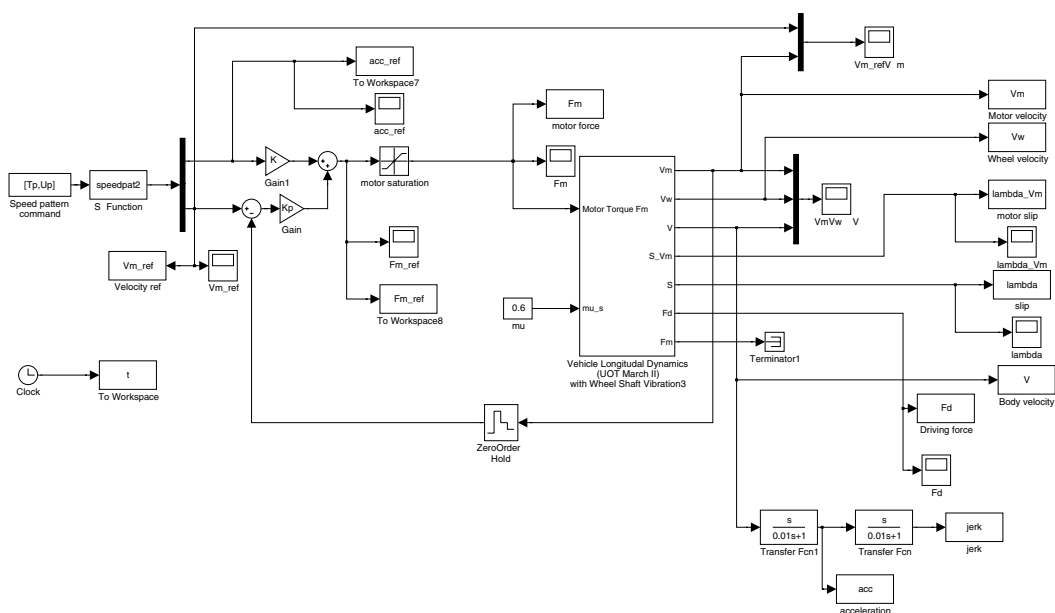 Vm_refV m
acc_ref
To Workspace7
acc_ref
Fm
motor force
Vm
Motor velocity
Vw
Wheel velocity
K
Gain1
motor saturation
Fm
[Tp,Up]
Speed pattern
command
speedpat2
S Function
Kp
Gain
Motor Torque Fm
mu_s
Vm
Vw
V
S_Vm
S
Fd
Fm
Vehicle Longitudal Dynamics
(UOT March II)
with Wheel Shaft Vibration3
VmVw V
lambda_Vm
motor slip
lambda_Vm
lambda
slip
lambda
Vm_ref
Velocity ref
Vm_ref
Fm_ref
Fm_ref
To Workspace8
0.6
mu
Terminator1
Clock
t
To Workspace
V
Body velocity
Fd
Driving force
Fd
ZeroOrder
Hold
s
0.01s+1
Transfer Fcn1
s
0.01s+1
Transfer Fcn
jerk
jerk
acc
acceleration